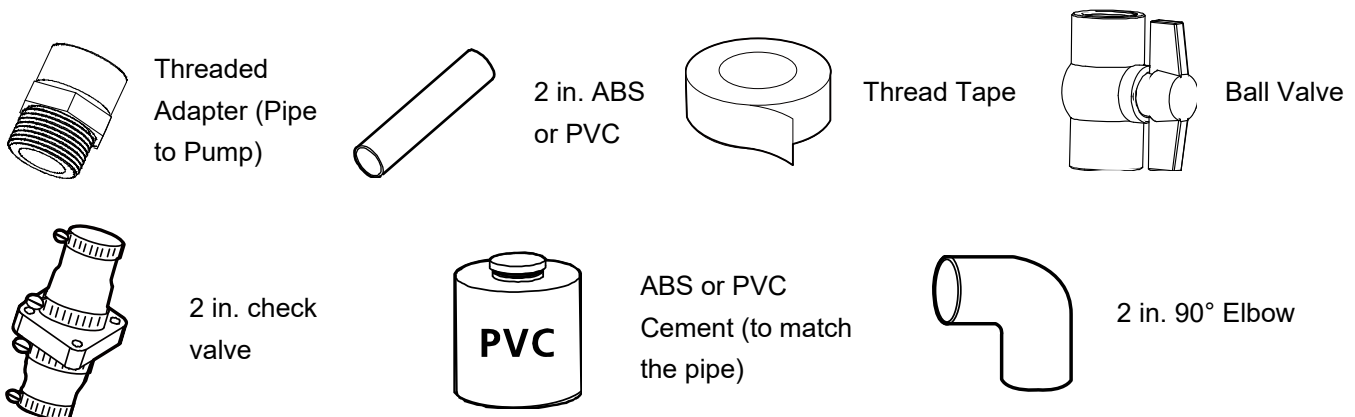 Threaded
Adapter (Pipe
to Pump)
2 in. ABS
or PVC
Thread Tape
Ball Valve
2 in. check
valve
PVC
ABS or PVC
Cement (to match
the pipe)
2 in. 90° Elbow